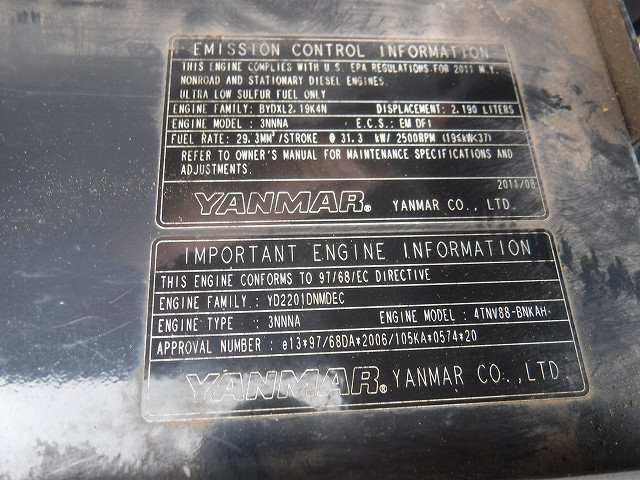 EMISSION CONTROL INFORMATION
THIS ENGINE COMPLIES WITH U.S. EPA REGULATIONS FOR 2011 M.Y.
NONROAD AND STATIONARY DIESEL ENGINES.
ULTRA LOW SULFUR FUEL ONLY
ENGINE FAMILY: BYDXL2.19K4N DISPLACEMENT: 2.190 LITERS
ENGINE MODEL : 3NNNA E.C.S.: EM DFI
FUEL RATE: 29.3MM³/STROKE @ 31.3 kW/ 2500RPM (19≤kW<37)
REFER TO OWNER'S MANUAL FOR MAINTENANCE SPECIFICATIONS AND
ADJUSTMENTS.
2011/08
YANMAR® YANMAR CO., LTD.
IMPORTANT ENGINE INFORMATION
THIS ENGINE CONFORMS TO 97/68/EC DIRECTIVE
ENGINE FAMILY : YD2201DNMDEC
ENGINE TYPE : 3NNNA ENGINE MODEL : 4TNV88-BNKAH
APPROVAL NUMBER : e13*97/68DA*2006/105KA*0574*20
YANMAR® YANMAR CO., LTD